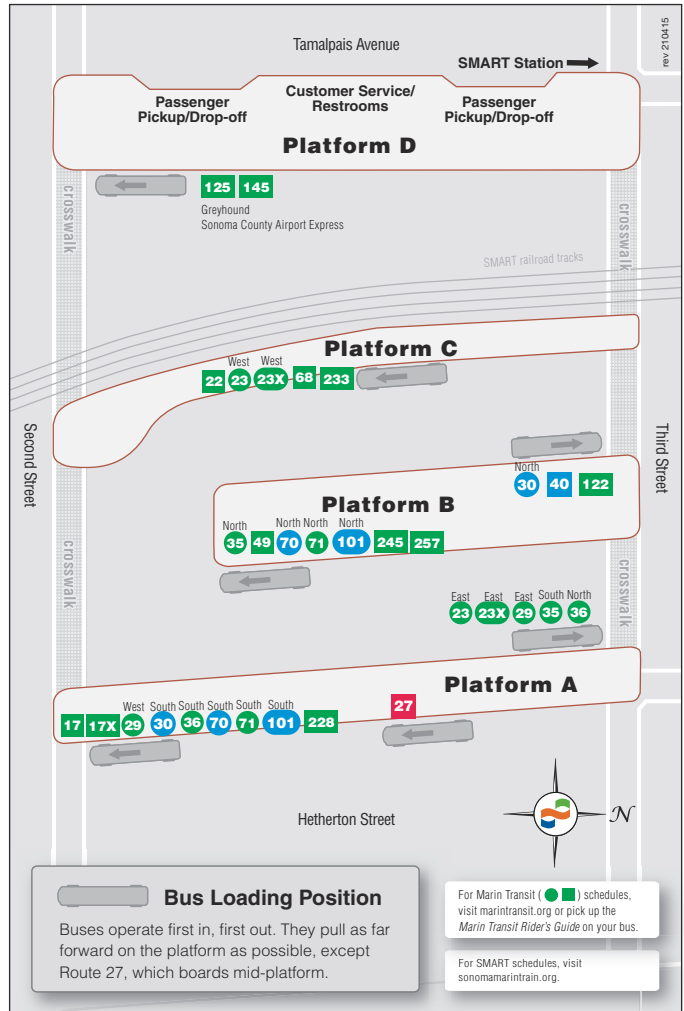 rev 210415
Tamalpais Avenue
SMART Station
Passenger
Pickup/Drop-off
Customer Service/
Restrooms
Passenger
Pickup/Drop-off
Platform D
crosswalk
125 145
Greyhound
Sonoma County Airport Express
crosswalk
SMART railroad tracks
Platform C
West West
22 23 23X 68 233
Second Street
Third Street
North
30 40 122
Platform B
North North North North
35 49 70 71 101 245 257
crosswalk
crosswalk
East East East South North
23 23X 29 35 36
Platform A
27
West South South South South South
17 17X 29 30 36 70 71 101 228
Hetherton Street
N
Bus Loading Position
Buses operate first in, first out. They pull as far
forward on the platform as possible, except
Route 27, which boards mid-platform.
For Marin Transit ( ) schedules,
visit marintransit.org or pick up the
Marin Transit Rider's Guide on your bus.
For SMART schedules, visit
sonomamarintrain.org.